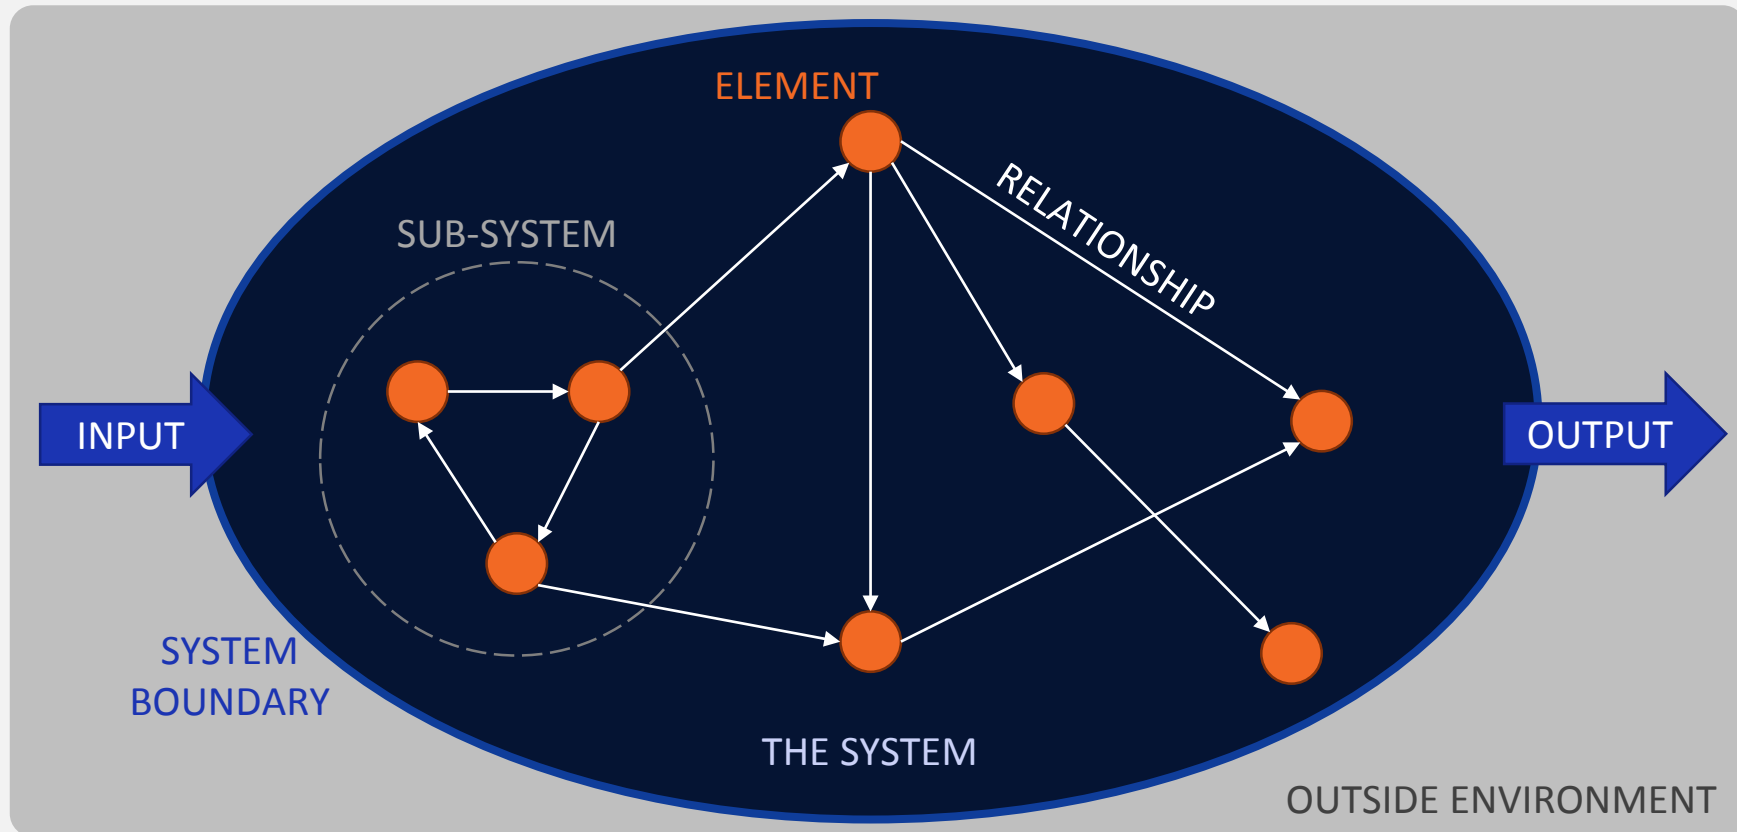 ELEMENT
RELATIONSHIP
SUB-SYSTEM
INPUT
OUTPUT
SYSTEM
BOUNDARY
THE SYSTEM
OUTSIDE ENVIRONMENT